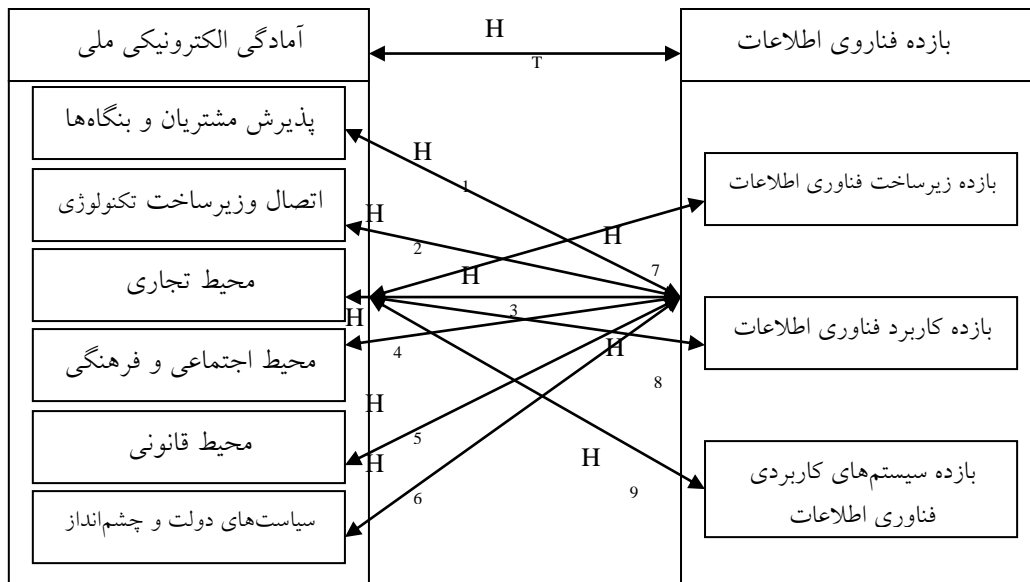 آمادگی الکترونیکی ملی
پذیرش مشتریان و بنگاه‌ها
اتصال وزیرساخت تکنولوژی
محیط تجاری
محیط اجتماعی و فرهنگی
محیط قانونی
سیاست‌های دولت و چشم‌انداز
H T
H 1
H 2
H 3
H 4
H 5
H 6
H 7
H 8
H 9
بازده فناروی اطلاعات
بازده زیرساخت فناوری اطلاعات
بازده کاربرد فناوری اطلاعات
بازده سیستم‌های کاربردی
فناوری اطلاعات